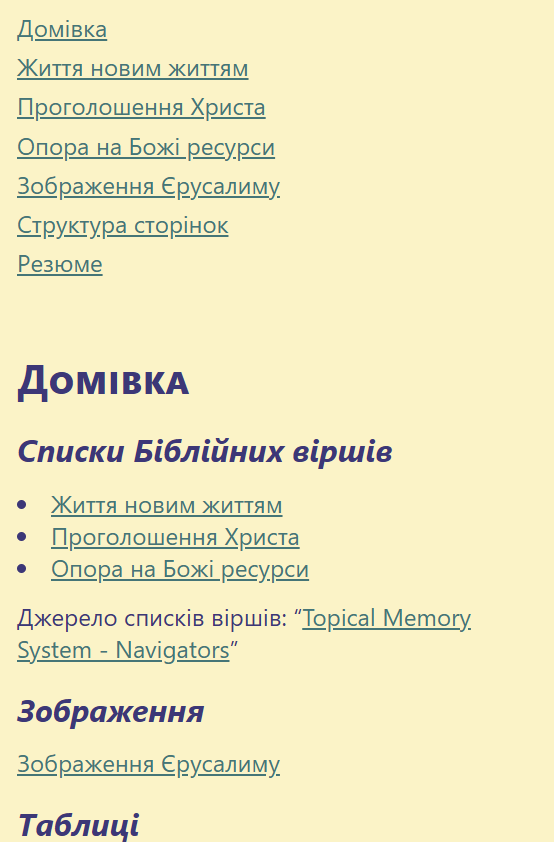 Домівка
Життя новим життям
Проголошення Христа
Опора на Божі ресурси
Зображення Єрусалиму
Структура сторінок
Резюме
Домівка
Списки Біблійних віршів
• Життя новим життям
• Проголошення Христа
• Опора на Божі ресурси
Джерело списків віршів: “Topical Memory
System - Navigators”
Зображення
Зображення Єрусалиму
Таблиці